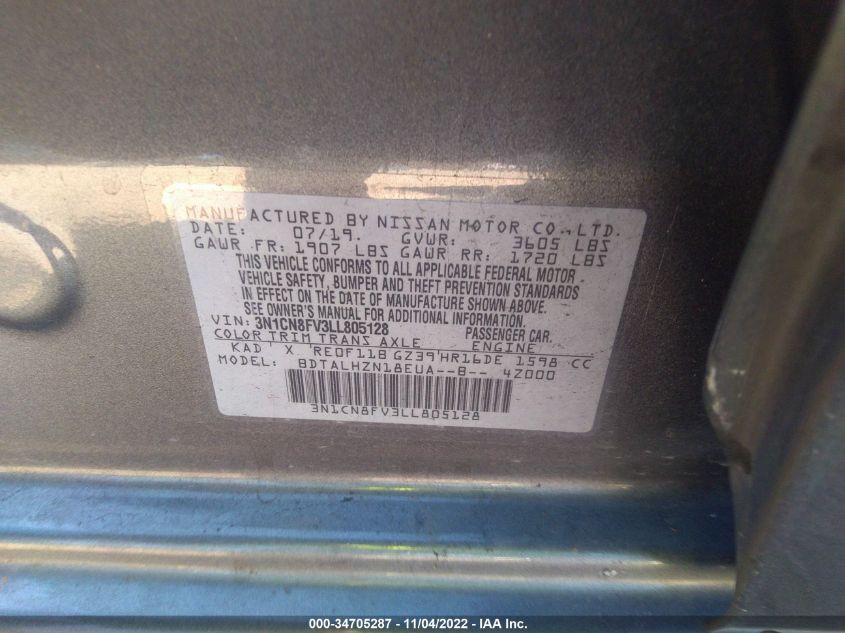 MANUFACTURED BY NISSAN MOTOR CO., LTD.
DATE: 07/19. GVWR: 3605 LBS
GAWR FR: 1907 LBS GAWR RR: 1720 LBS
THIS VEHICLE CONFORMS TO ALL APPLICABLE FEDERAL MOTOR
VEHICLE SAFETY, BUMPER AND THEFT PREVENTION STANDARDS
IN EFFECT ON THE DATE OF MANUFACTURE SHOWN ABOVE.
SEE OWNER'S MANUAL FOR ADDITIONAL INFORMATION.
VIN: 3N1CN8FV3LL805128 PASSENGER CAR.
COLOR TRIM TRANS AXLE ENGINE
KAD X RE0F11B GZ39 HR16DE 1598 CC
MODEL: BDTALHZN18EUA--B-- 4Z000
3N1CN8FV3LL805128
000-34705287 - 11/04/2022 - IAA Inc.